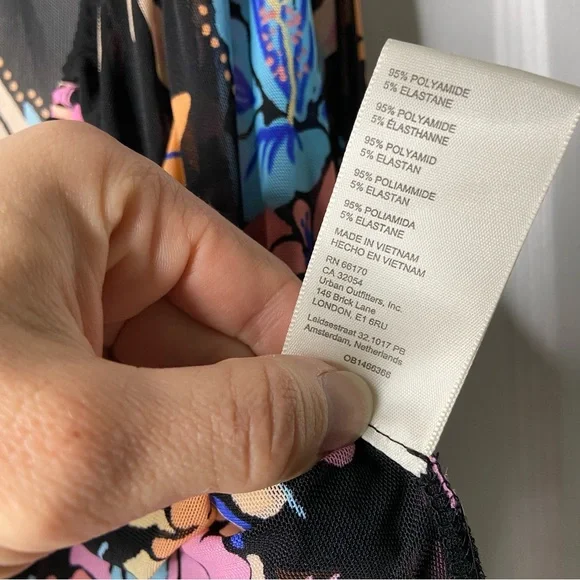 95% POLYAMIDE
5% ELASTANE
95% POLYAMIDE
5% ÉLASTHANNE
95% POLYAMID
5% ELASTAN
95% POLIAMMIDE
5% ELASTAN
95% POLIAMIDA
5% ELASTANE
MADE IN VIETNAM
HECHO EN VIETNAM
RN 66170
CA 32054
Urban Outfitters, Inc.
146 Brick Lane
LONDON, E1 6RU
Leidsestraat 32,1017 PB
Amsterdam, Netherlands
OB1466366